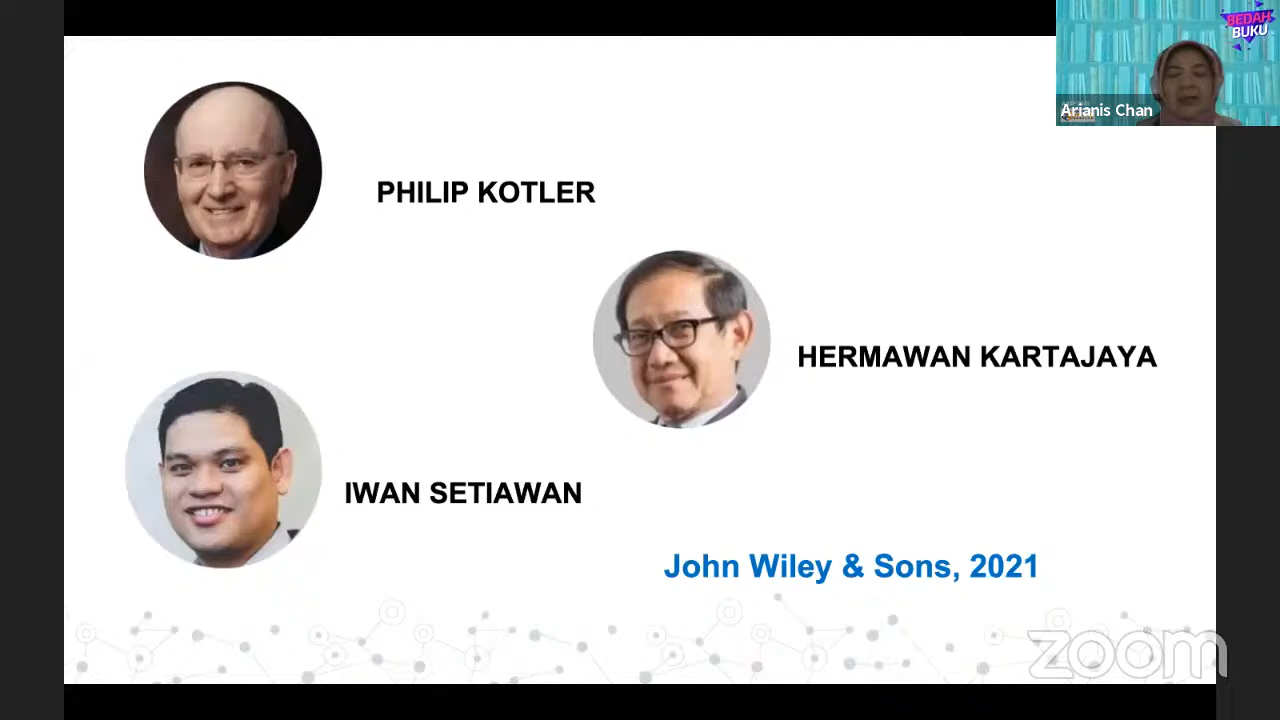 BEDAH
BUKU
Arianis Chan
PHILIP KOTLER
HERMAWAN KARTAJAYA
IWAN SETIAWAN
John Wiley & Sons, 2021
zoom